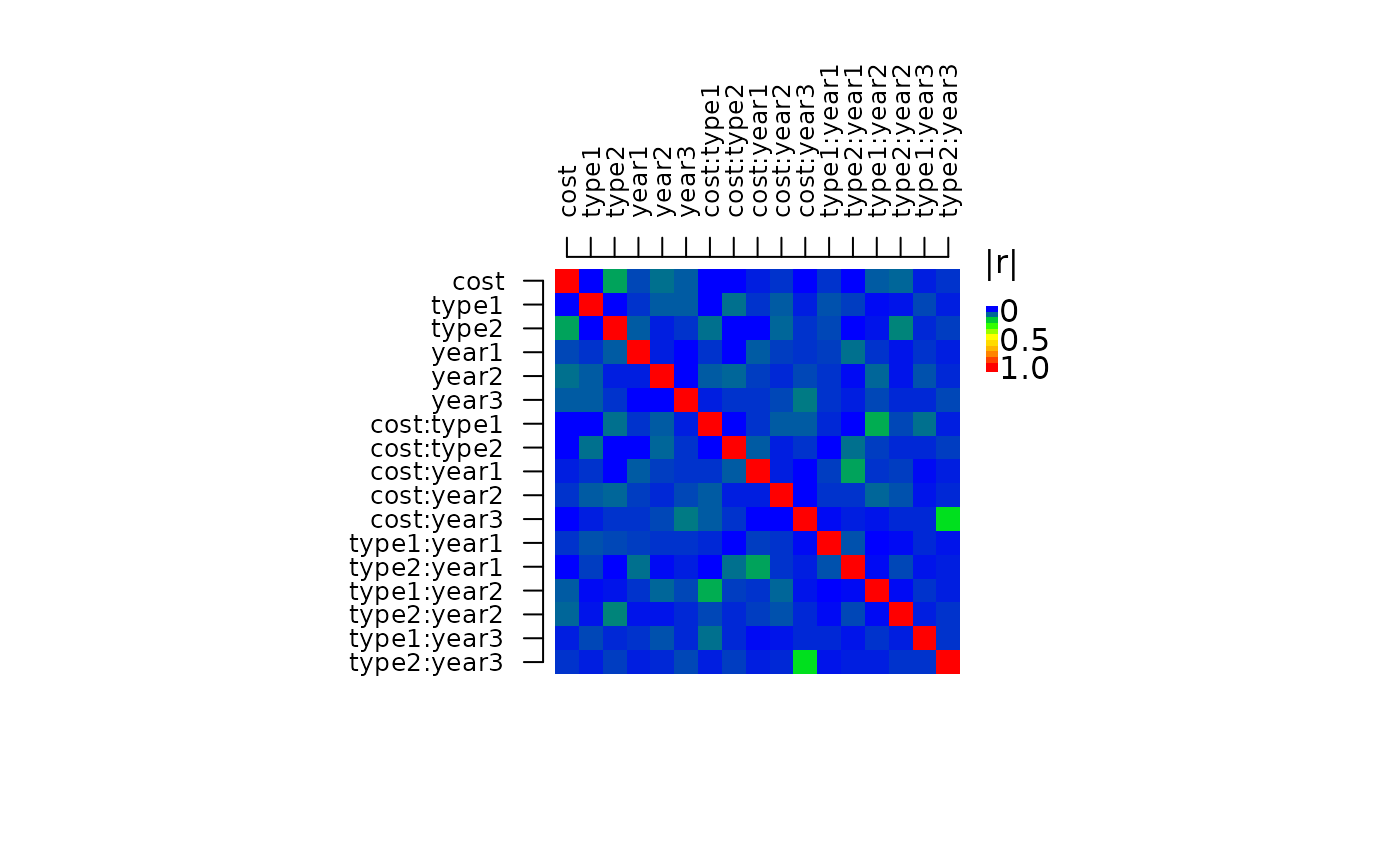 cost
type1
type2
year1
year2
year3
cost:type1
cost:type2
cost:year1
cost:year2
cost:year3
type1:year1
type2:year1
type1:year2
type2:year2
type1:year3
type2:year3
|r|
0
0.5
1.0
cost
type1
type2
year1
year2
year3
cost:type1
cost:type2
cost:year1
cost:year2
cost:year3
type1:year1
type2:year1
type1:year2
type2:year2
type1:year3
type2:year3